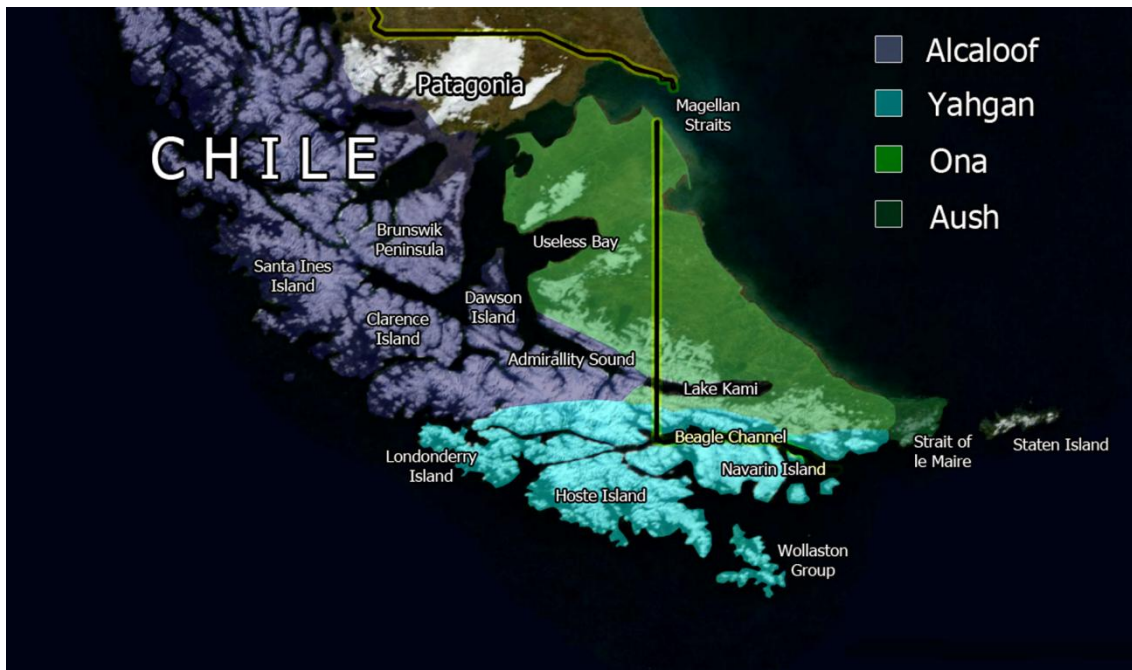 Alcaloof
Yahgan
Ona
Aush
Patagonia
Magellan
Straits
CHILE
Brunswik
Peninsula
Useless Bay
Santa Ines
Island
Dawson
Island
Clarence
Island
Admirallity Sound
Lake Kami
Beagle Channel
Strait of
le Maire
Staten Island
Londonderry
Island
Navarin Island
Hoste Island
Wollaston
Group